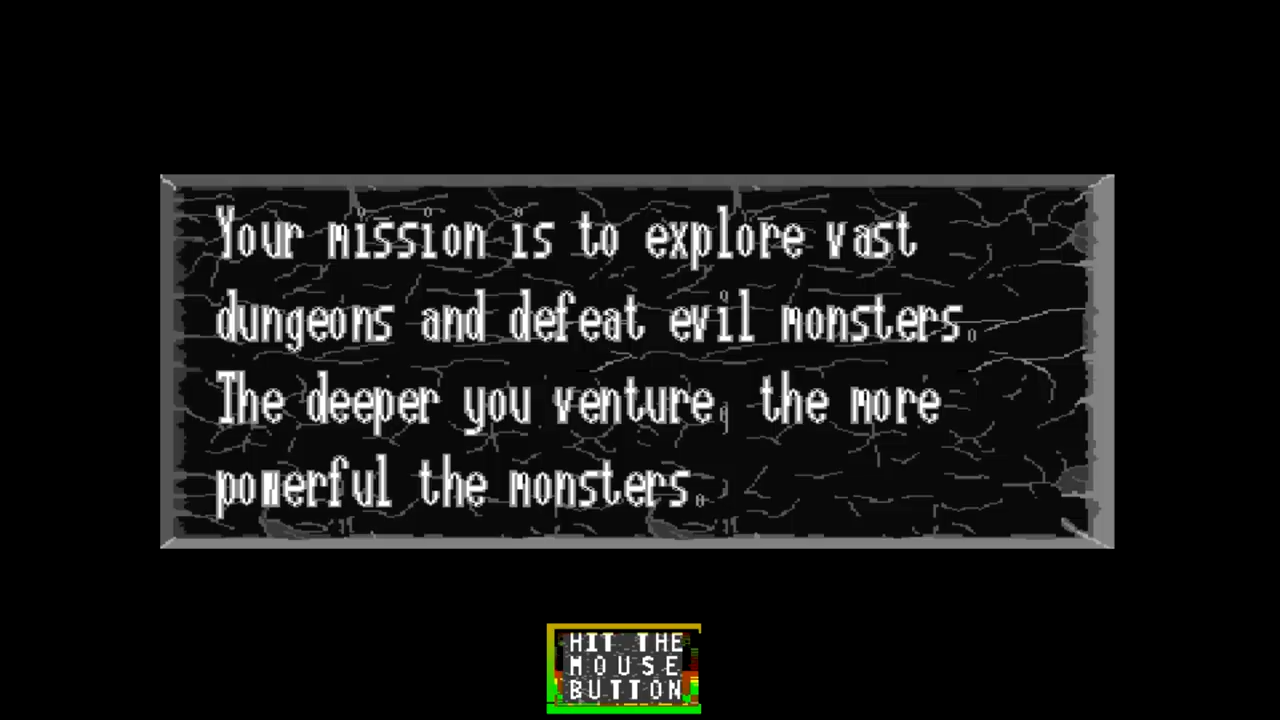 Your mission is to explore vast
dungeons and defeat evil monsters.
The deeper you venture, the more
powerful the monsters.
HIT THE
MOUSE
BUTTON